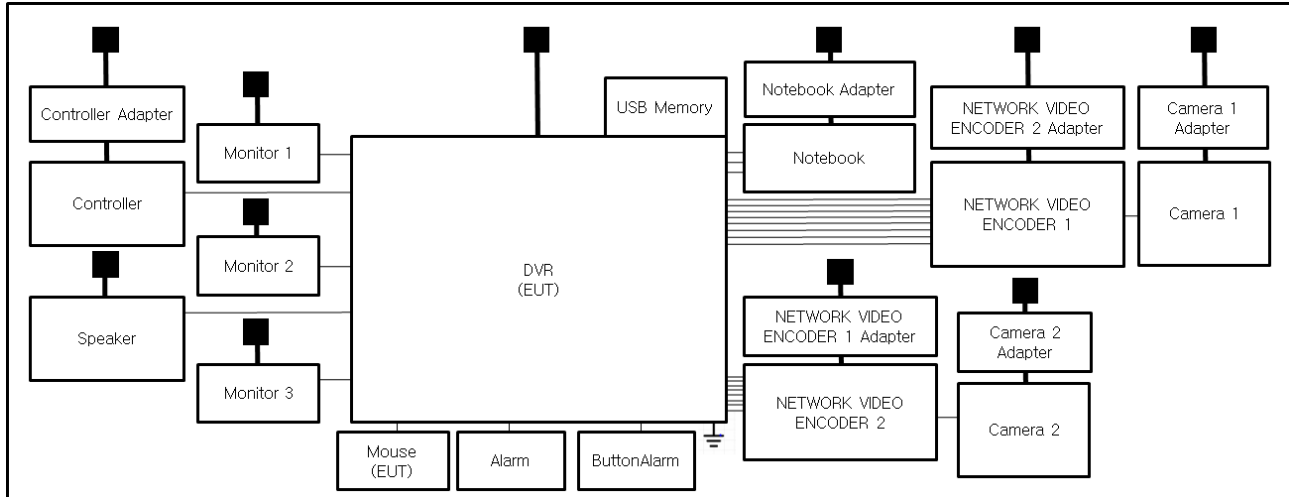 Controller Adapter
Controller
Speaker
Monitor 1
Monitor 2
Monitor 3
USB Memory
DVR
(EUT)
Mouse
(EUT)
Alarm
ButtonAlarm
Notebook Adapter
Notebook
NETWORK VIDEO
ENCODER 2 Adapter
NETWORK VIDEO
ENCODER 1
Camera 1
Adapter
Camera 1
NETWORK VIDEO
ENCODER 1 Adapter
NETWORK VIDEO
ENCODER 2
Camera 2
Adapter
Camera 2